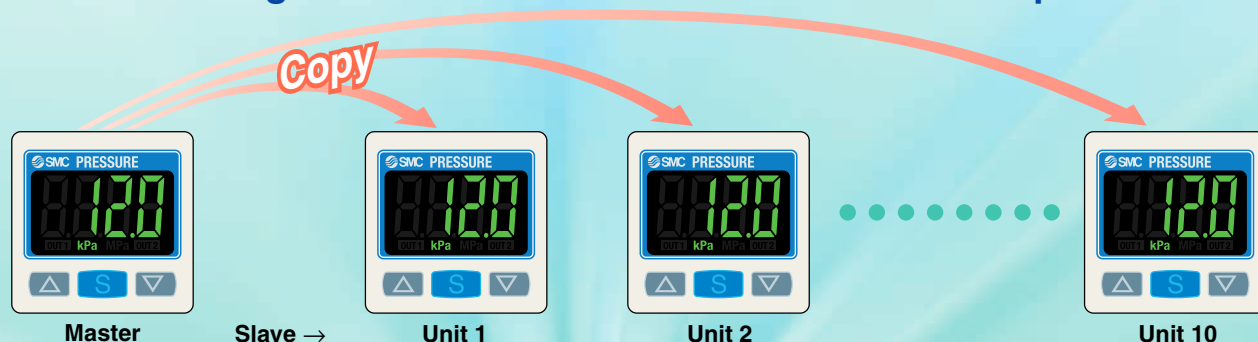 Copy
SMC PRESSURE
12.0
OUT1 kPa MPa OUT2
S
Master
Slave →
SMC PRESSURE
12.0
OUT1 kPa MPa OUT2
S
Unit 1
SMC PRESSURE
12.0
OUT1 kPa MPa OUT2
S
Unit 2
SMC PRESSURE
12.0
OUT1 kPa MPa OUT2
S
Unit 10